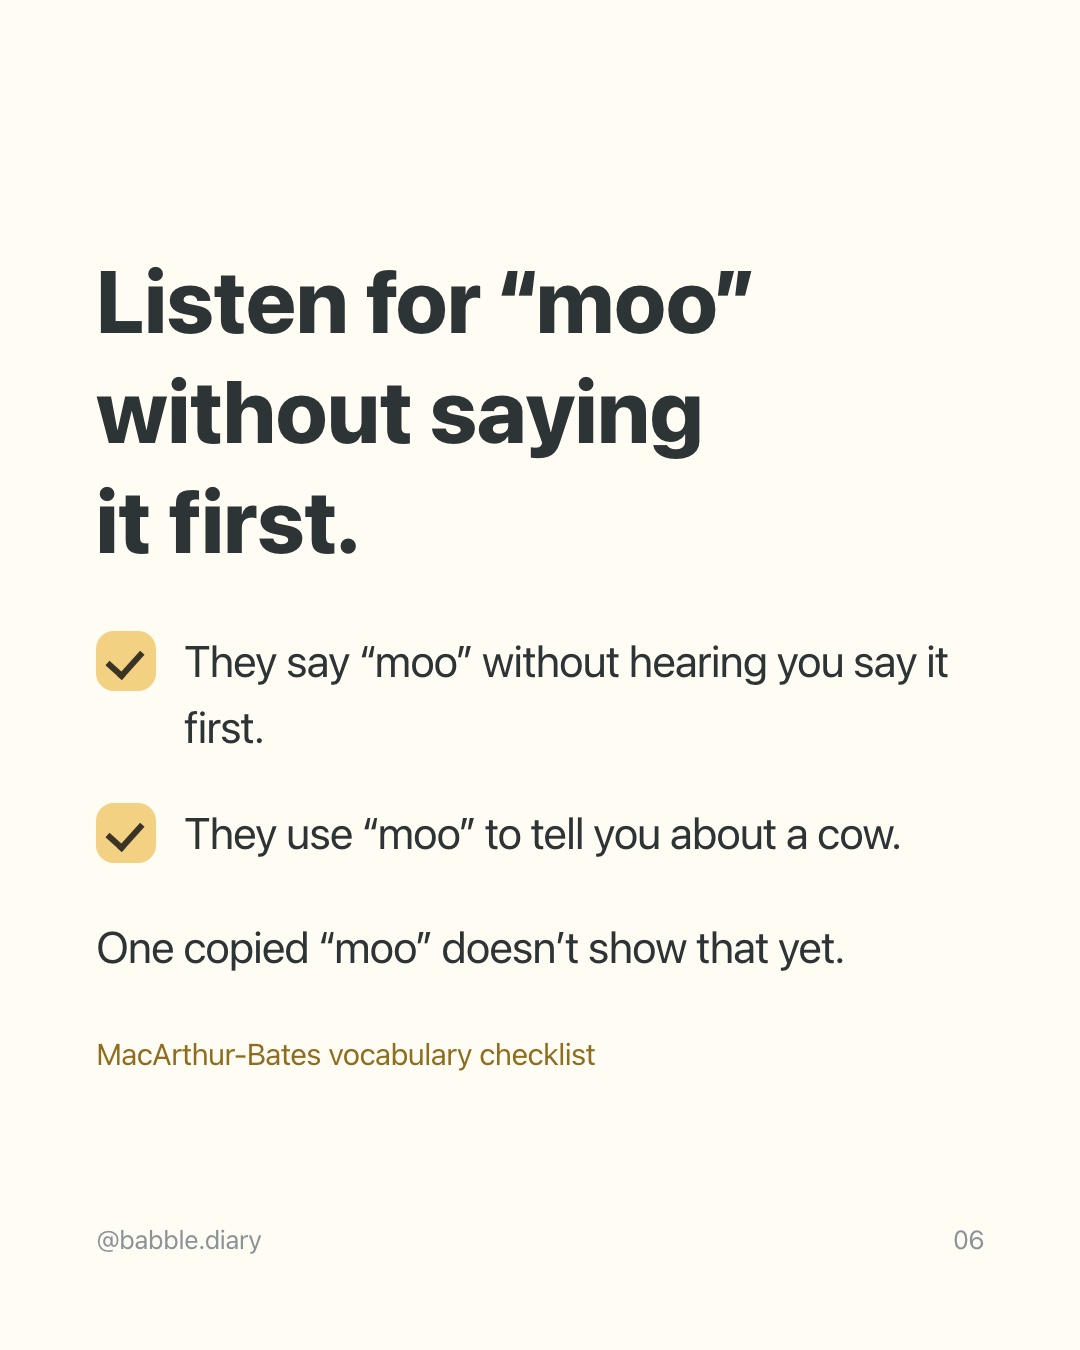 Listen for “moo”
without saying
it first.
They say “moo” without hearing you say it
first.
They use “moo” to tell you about a cow.
One copied “moo” doesn’t show that yet.
MacArthur-Bates vocabulary checklist
@babble.diary
06